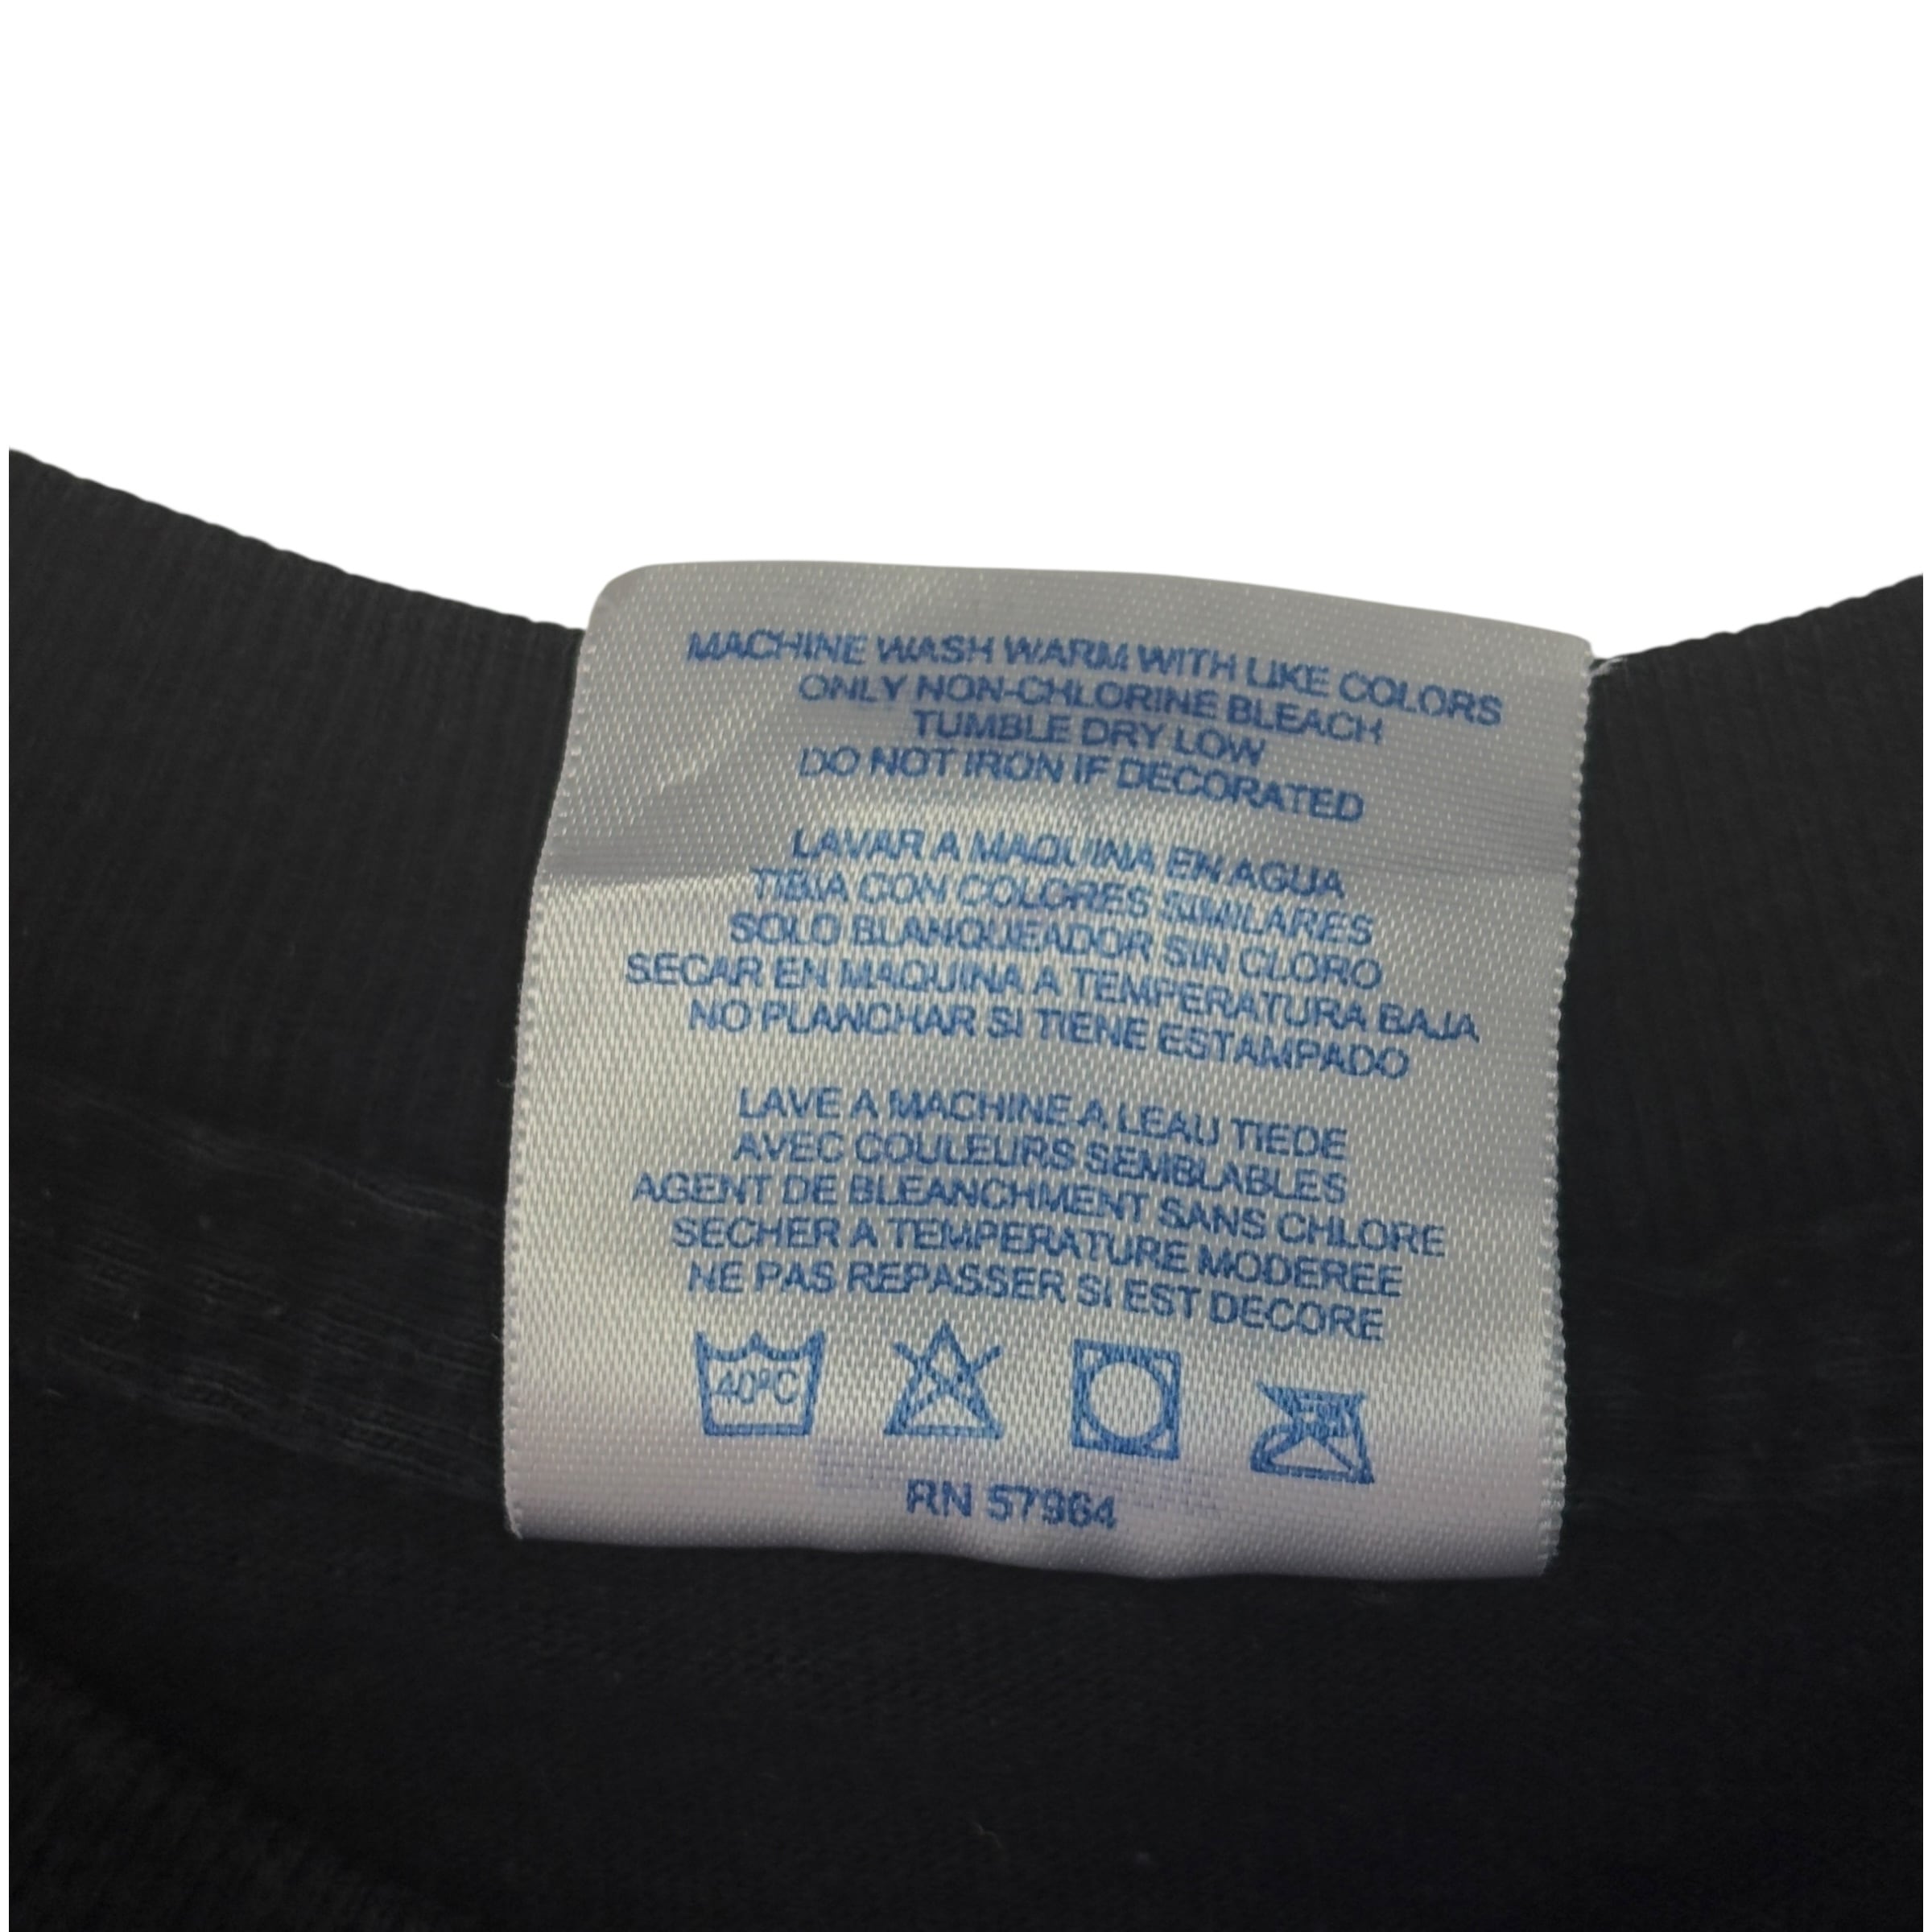 MACHINE WASH WARM WITH LIKE COLORS
ONLY NON-CHLORINE BLEACH
TUMBLE DRY LOW
DO NOT IRON IF DECORATED
LAVAR A MAQUINA EN AGUA
TIBIA CON COLORES SIMILARES
SOLO BLANQUEADOR SIN CLORO
SECAR EN MAQUINA A TEMPERATURA BAJA
NO PLANCHAR SI TIENE ESTAMPADO
LAVE A MACHINE A LEAU TIEDE
AVEC COULEURS SEMBLABLES
AGENT DE BLEANCHMENT SANS CHLORE
SECHER A TEMPERATURE MODEREE
NE PAS REPASSER SI EST DECORE
40ºC
RN 57964